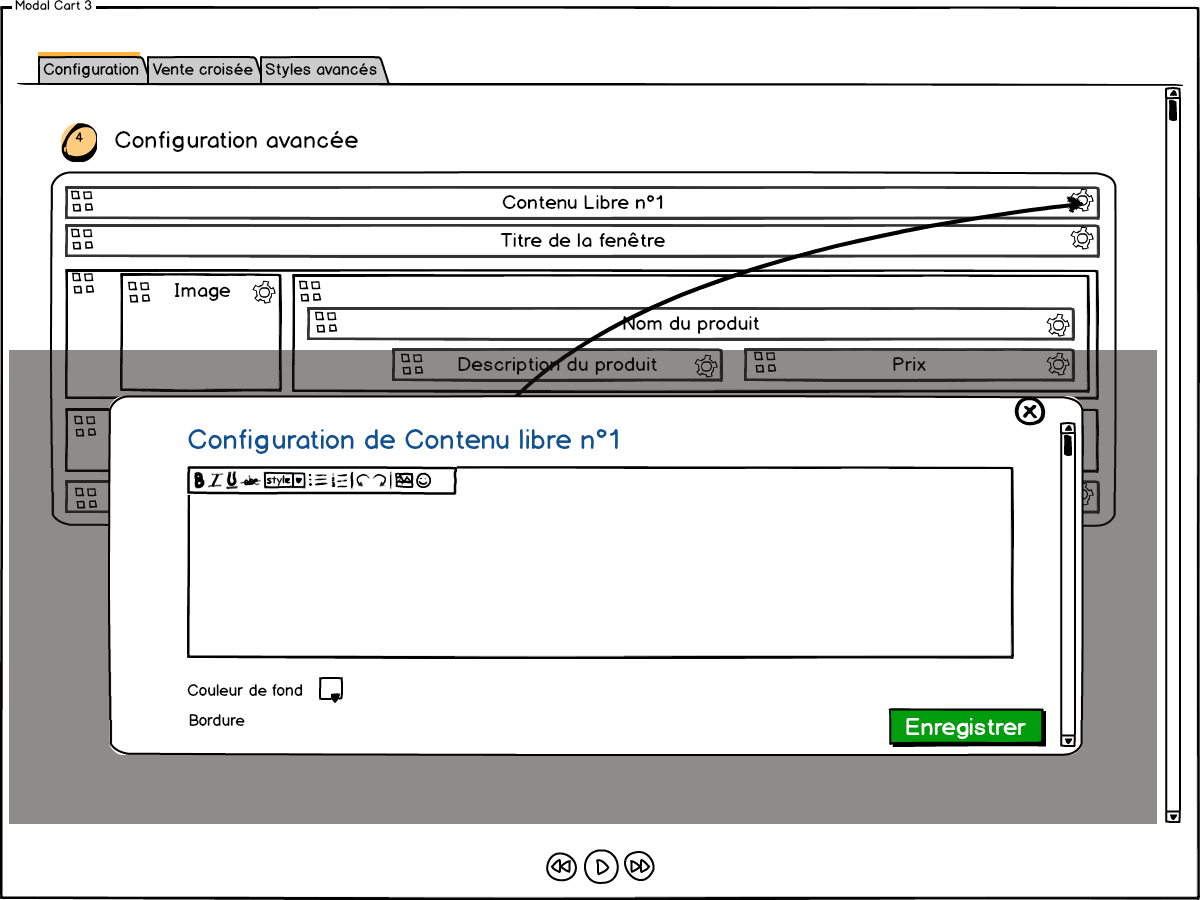 Modal Cart 3
Configuration
Vente croisée
Styles avancés
4
Configuration avancée
Contenu Libre n°1
Titre de la fenêtre
Image
Nom du produit
Description du produit
Prix
Configuration de Contenu libre n°1
B I U abc style
Couleur de fond
Bordure
Enregistrer